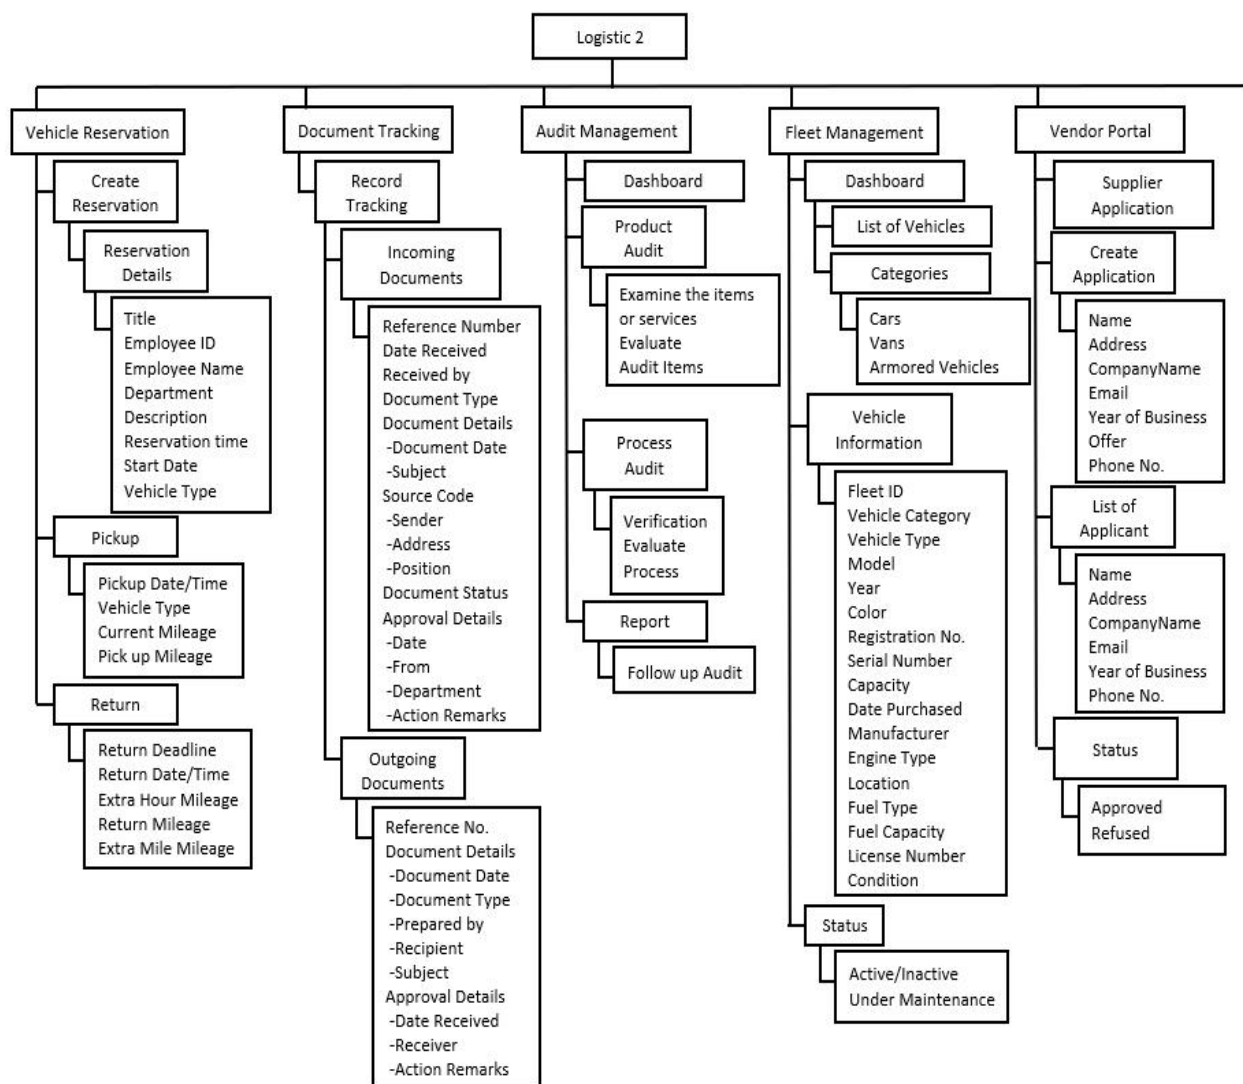 Logistic 2
Vehicle Reservation
Create
Reservation
Reservation
Details
Title
Employee ID
Employee Name
Department
Description
Reservation time
Start Date
Vehicle Type
Pickup
Pickup Date/Time
Vehicle Type
Current Mileage
Pick up Mileage
Return
Return Deadline
Return Date/Time
Extra Hour Mileage
Return Mileage
Extra Mile Mileage
Document Tracking
Record
Tracking
Incoming
Documents
Reference Number
Date Received
Received by
Document Type
Document Details
-Document Date
-Subject
Source Code
-Sender
-Address
-Position
Document Status
Approval Details
-Date
-From
-Department
-Action Remarks
Outgoing
Documents
Reference No.
Document Details
-Document Date
-Document Type
-Prepared by
-Recipient
-Subject
Approval Details
-Date Received
-Receiver
-Action Remarks
Audit Management
Dashboard
Product
Audit
Examine the items
or services
Evaluate
Audit Items
Process
Audit
Verification
Evaluate
Process
Report
Follow up Audit
Fleet Management
Dashboard
List of Vehicles
Categories
Cars
Vans
Armored Vehicles
Vehicle
Information
Fleet ID
Vehicle Category
Vehicle Type
Model
Year
Color
Registration No.
Serial Number
Capacity
Date Purchased
Manufacturer
Engine Type
Location
Fuel Type
Fuel Capacity
License Number
Condition
Status
Active/Inactive
Under Maintenance
Vendor Portal
Supplier
Application
Create
Application
Name
Address
CompanyName
Email
Year of Business
Offer
Phone No.
List of
Applicant
Name
Address
CompanyName
Email
Year of Business
Phone No.
Status
Approved
Refused